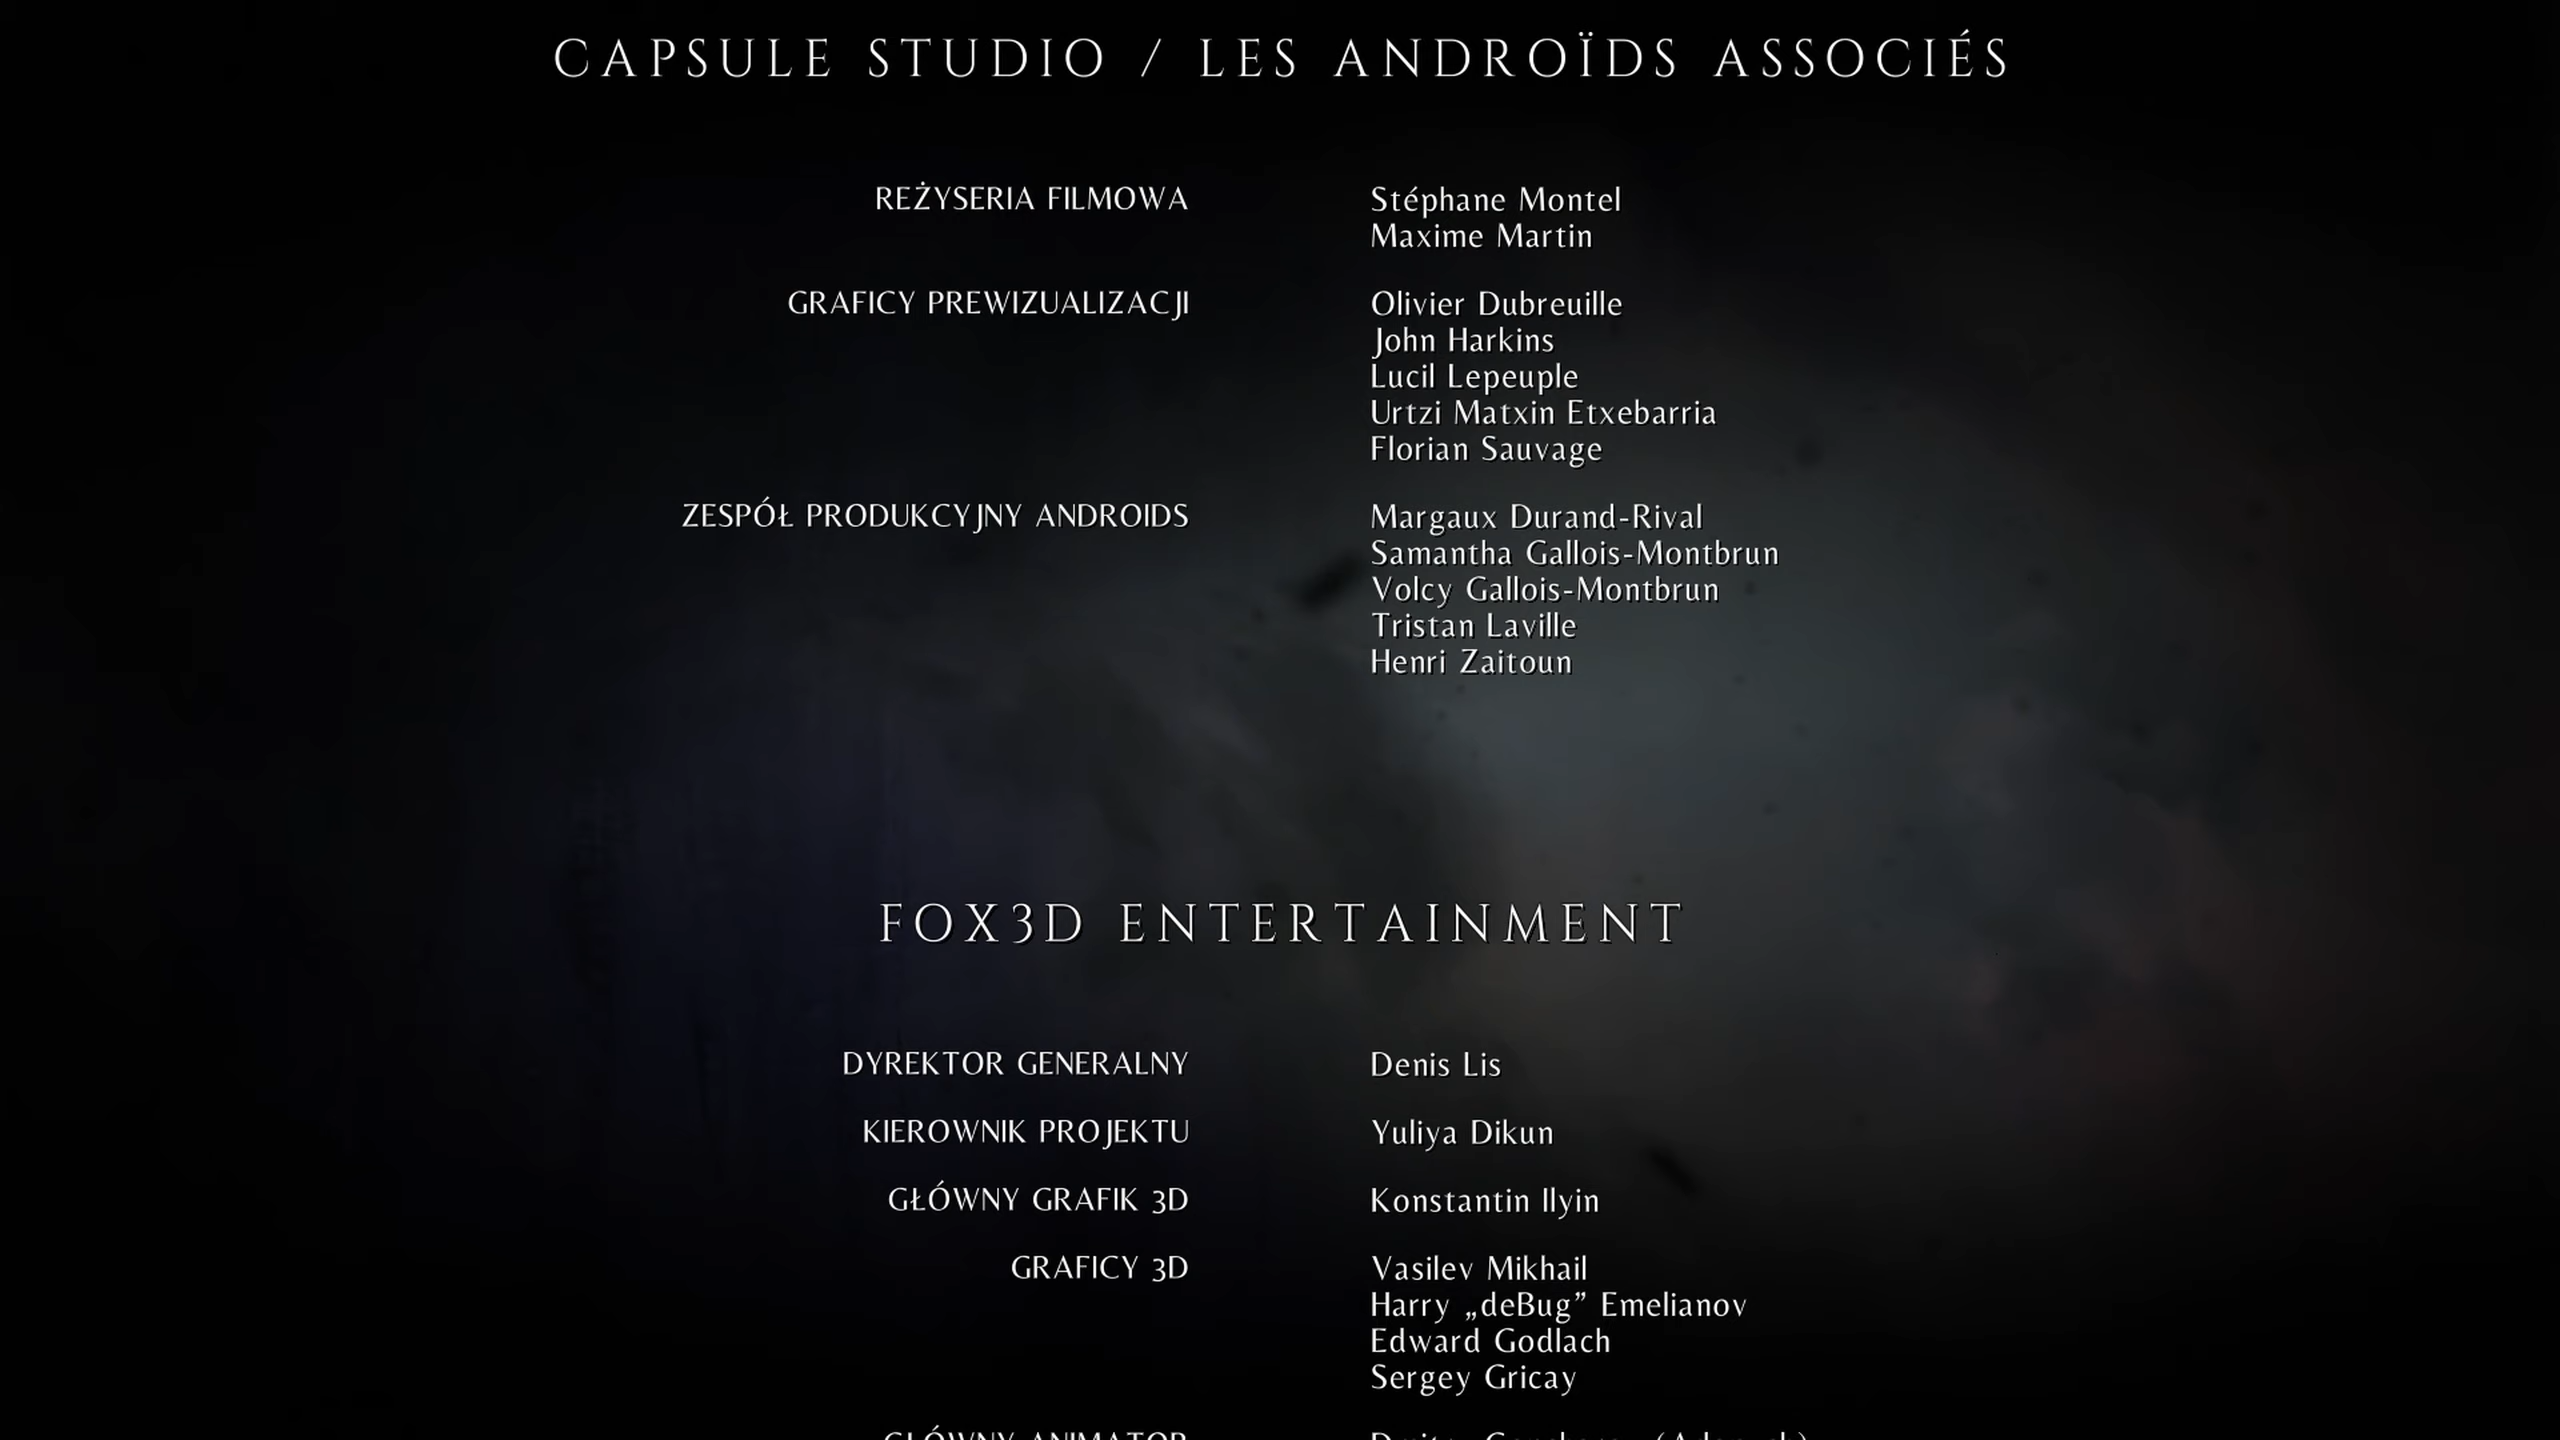 CAPSULE STUDIO / LES ANDROÏDS ASSOCIÉS
REŻYSERIA FILMOWA Stéphane Montel
Maxime Martin
GRAFICY PREWIZUALIZACJI Olivier Dubreuille
John Harkins
Lucil Lepeuple
Urtzi Matxin Etxebarria
Florian Sauvage
ZESPÓŁ PRODUKCYJNY ANDROIDS Margaux Durand-Rival
Samantha Gallois-Montbrun
Volcy Gallois-Montbrun
Tristan Laville
Henri Zaitoun
FOX3D ENTERTAINMENT
DYREKTOR GENERALNY Denis Lis
KIEROWNIK PROJEKTU Yuliya Dikun
GŁÓWNY GRAFIK 3D Konstantin Ilyin
GRAFICY 3D Vasilev Mikhail
Harry „deBug” Emelianov
Edward Godlach
Sergey Gricay
GŁÓWNY ANIMATOR